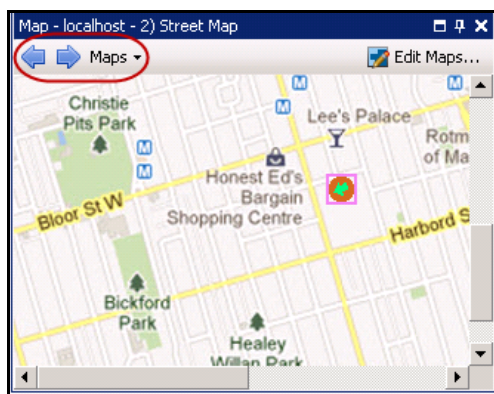 Map - localhost - 2) Street Map
Maps
Edit Maps...
M
M
M
Christie
Pits Park
Lee's Palace
M
Rotm
of Ma
M
Honest Ed's
Bargain
Shopping Centre
Bloor St W
Harbord S
Bickford
Park
Healey
Willan Park